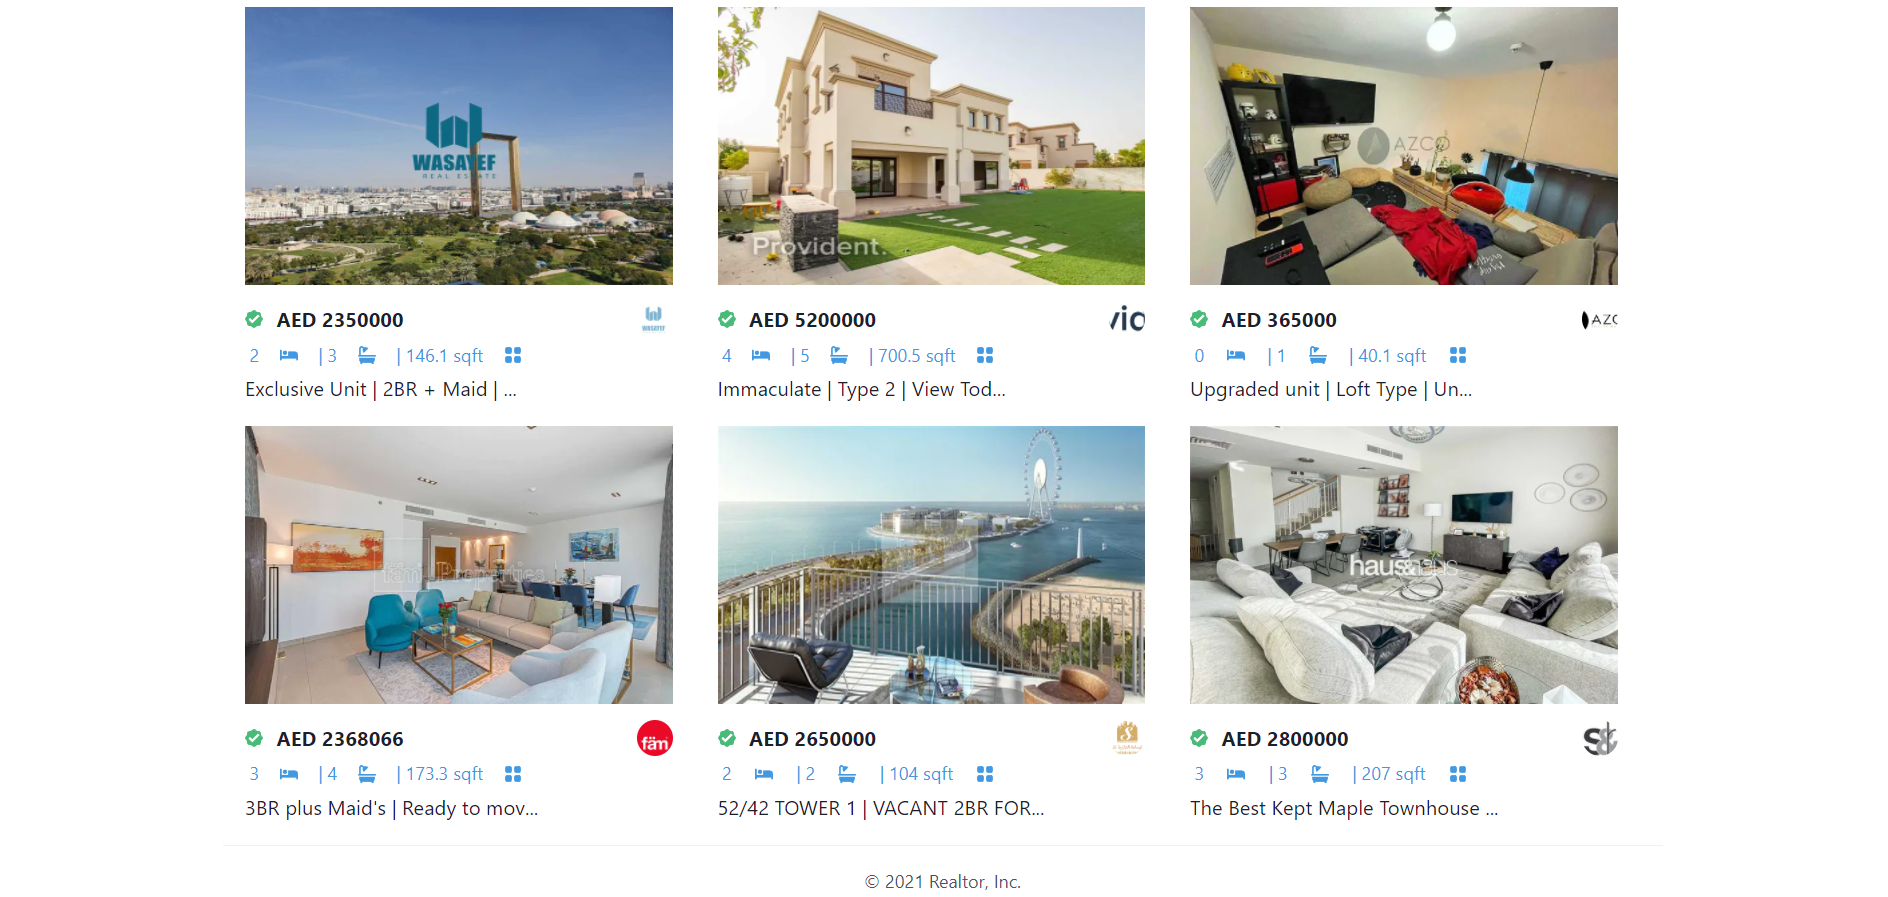 WASAYEF
REAL ESTATE
Provident.
AZCO
AED 2350000
WASAYEF
2 | 3 | 146.1 sqft
Exclusive Unit | 2BR + Maid | ...
AED 5200000
4 | 5 | 700.5 sqft
Immaculate | Type 2 | View Tod...
AED 365000
AZC
0 | 1 | 40.1 sqft
Upgraded unit | Loft Type | Un...
fäm Properties
haus&haus
AED 2368066
fäm
3 | 4 | 173.3 sqft
3BR plus Maid's | Ready to mov...
AED 2650000
2 | 2 | 104 sqft
52/42 TOWER 1 | VACANT 2BR FOR...
AED 2800000
3 | 3 | 207 sqft
The Best Kept Maple Townhouse ...
© 2021 Realtor, Inc.